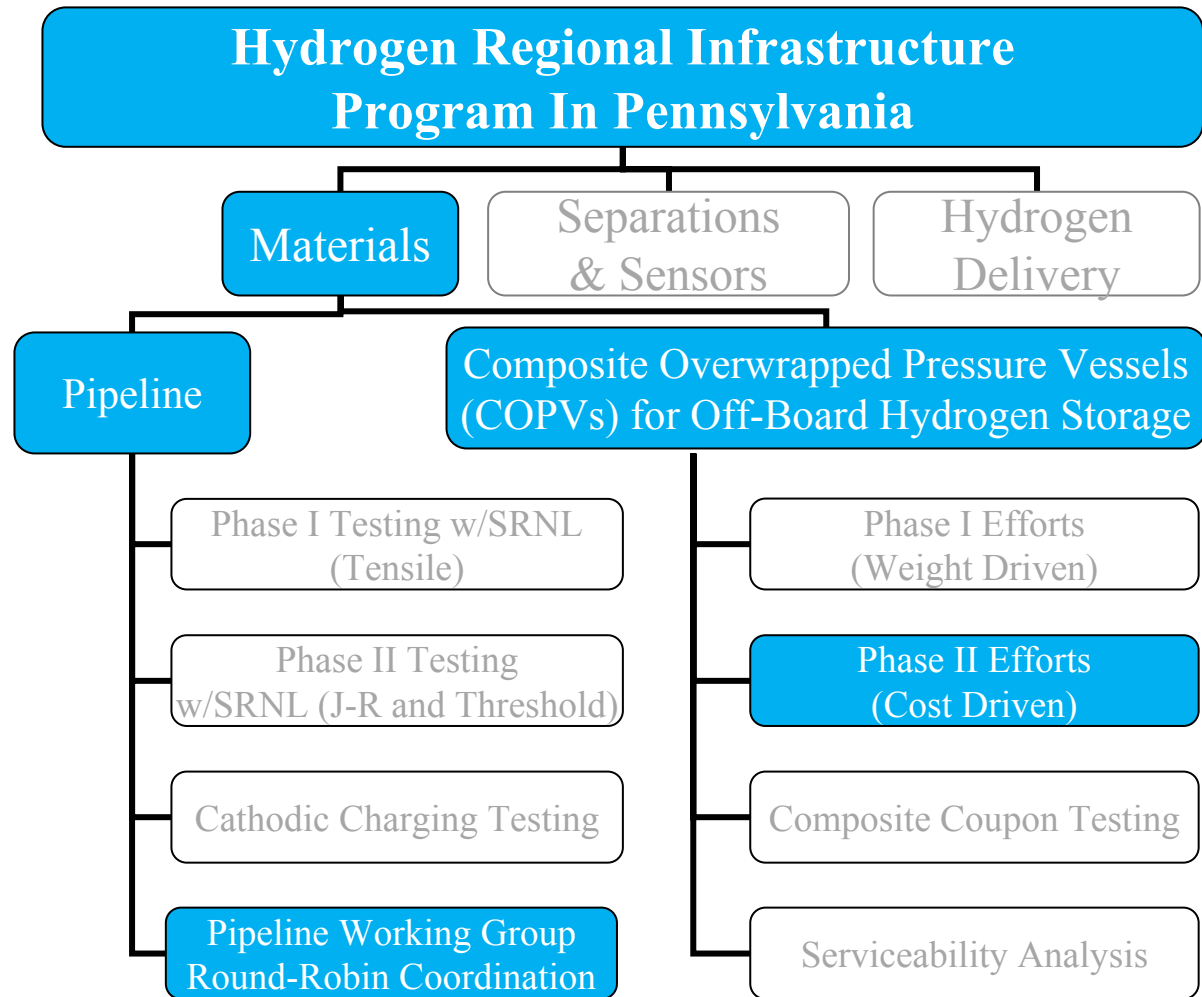 Hydrogen Regional Infrastructure
Program In Pennsylvania
Materials
Separations
& Sensors
Hydrogen
Delivery
Pipeline
Composite Overwrapped Pressure Vessels
(COPVs) for Off-Board Hydrogen Storage
Phase I Testing w/SRNL
(Tensile)
Phase II Testing
w/SRNL (J-R and Threshold)
Cathodic Charging Testing
Pipeline Working Group
Round-Robin Coordination
Phase I Efforts
(Weight Driven)
Phase II Efforts
(Cost Driven)
Composite Coupon Testing
Serviceability Analysis